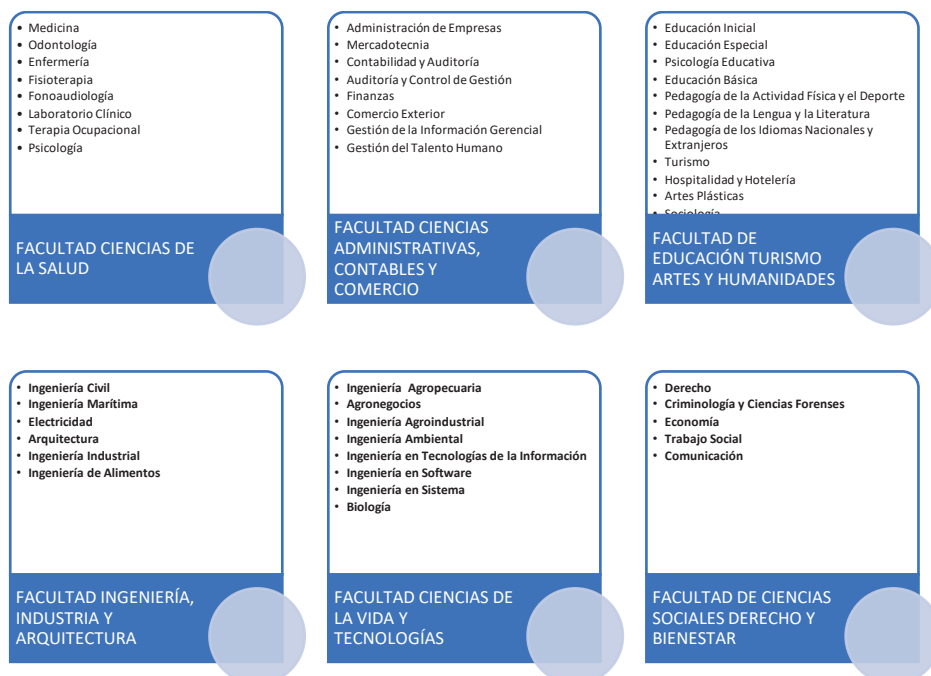 • Medicina
• Odontología
• Enfermería
• Fisioterapia
• Fonoaudiología
• Laboratorio Clínico
• Terapia Ocupacional
• Psicología
FACULTAD CIENCIAS DE
LA SALUD
• Administración de Empresas
• Mercadotecnia
• Contabilidad y Auditoría
• Auditoría y Control de Gestión
• Finanzas
• Comercio Exterior
• Gestión de la Información Gerencial
• Gestión del Talento Humano
FACULTAD CIENCIAS
ADMINISTRATIVAS,
CONTABLES Y
COMERCIO
• Educación Inicial
• Educación Especial
• Psicología Educativa
• Educación Básica
• Pedagogía de la Actividad Física y el Deporte
• Pedagogía de la Lengua y la Literatura
• Pedagogía de los Idiomas Nacionales y
Extranjeros
• Turismo
• Hospitalidad y Hotelería
• Artes Plásticas
• Sociología
FACULTAD DE
EDUCACIÓN TURISMO
ARTES Y HUMANIDADES
• Ingeniería Civil
• Ingeniería Marítima
• Electricidad
• Arquitectura
• Ingeniería Industrial
• Ingeniería de Alimentos
FACULTAD INGENIERÍA,
INDUSTRIA Y
ARQUITECTURA
• Ingeniería Agropecuaria
• Agronegocios
• Ingeniería Agroindustrial
• Ingeniería Ambiental
• Ingeniería en Tecnologías de la Información
• Ingeniería en Software
• Ingeniería en Sistema
• Biología
FACULTAD CIENCIAS DE
LA VIDA Y
TECNOLOGÍAS
• Derecho
• Criminología y Ciencias Forenses
• Economía
• Trabajo Social
• Comunicación
FACULTAD DE CIENCIAS
SOCIALES DERECHO Y
BIENESTAR